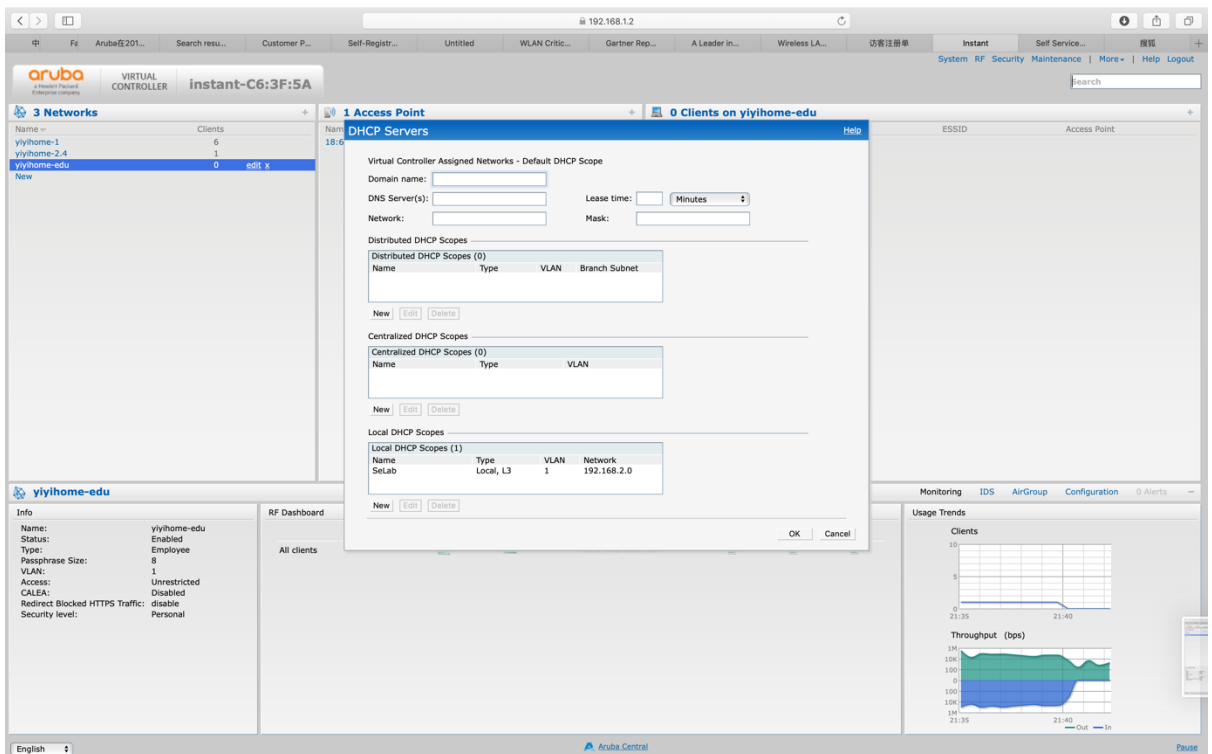 192.168.1.2
中 Fa Aruba在201... Search resu... Customer P... Self-Registr... Untitled WLAN Critic... Gartner Rep... A Leader in... Wireless LA... 访客注册单 Instant Self Service... 搜狐 +
System RF Security Maintenance | More | Help Logout
aruba
a Hewlett Packard
Enterprise company
VIRTUAL
CONTROLLER
instant-C6:3F:5A
Search
3 Networks +
1 Access Point +
0 Clients on yiyihome-edu +
Name Clients
Nam
ESSID Access Point
yiyihome-1 6
18:6
yiyihome-2.4 1
yiyihome-edu 0 edit x
New
DHCP Servers Help
Virtual Controller Assigned Networks - Default DHCP Scope
Domain name:
DNS Server(s): Lease time: Minutes
Network: Mask:
Distributed DHCP Scopes
Distributed DHCP Scopes (0)
Name Type VLAN Branch Subnet
New Edit Delete
Centralized DHCP Scopes
Centralized DHCP Scopes (0)
Name Type VLAN
New Edit Delete
Local DHCP Scopes
Local DHCP Scopes (1)
Name Type VLAN Network
SeLab Local, L3 1 192.168.2.0
New Edit Delete
OK Cancel
yiyihome-edu
Monitoring IDS AirGroup Configuration 0 Alerts -
Info
Name: yiyihome-edu
Status: Enabled
Type: Employee
Passphrase Size: 8
VLAN: 1
Access: Unrestricted
CALEA: Disabled
Redirect Blocked HTTPS Traffic: disable
Security level: Personal
RF Dashboard
All clients
Usage Trends
Clients
10
5
0
21:35 21:40
Throughput (bps)
1M
10K
100
0
100
10K
1M
21:35 21:40
Out In
English
Aruba Central
Pause